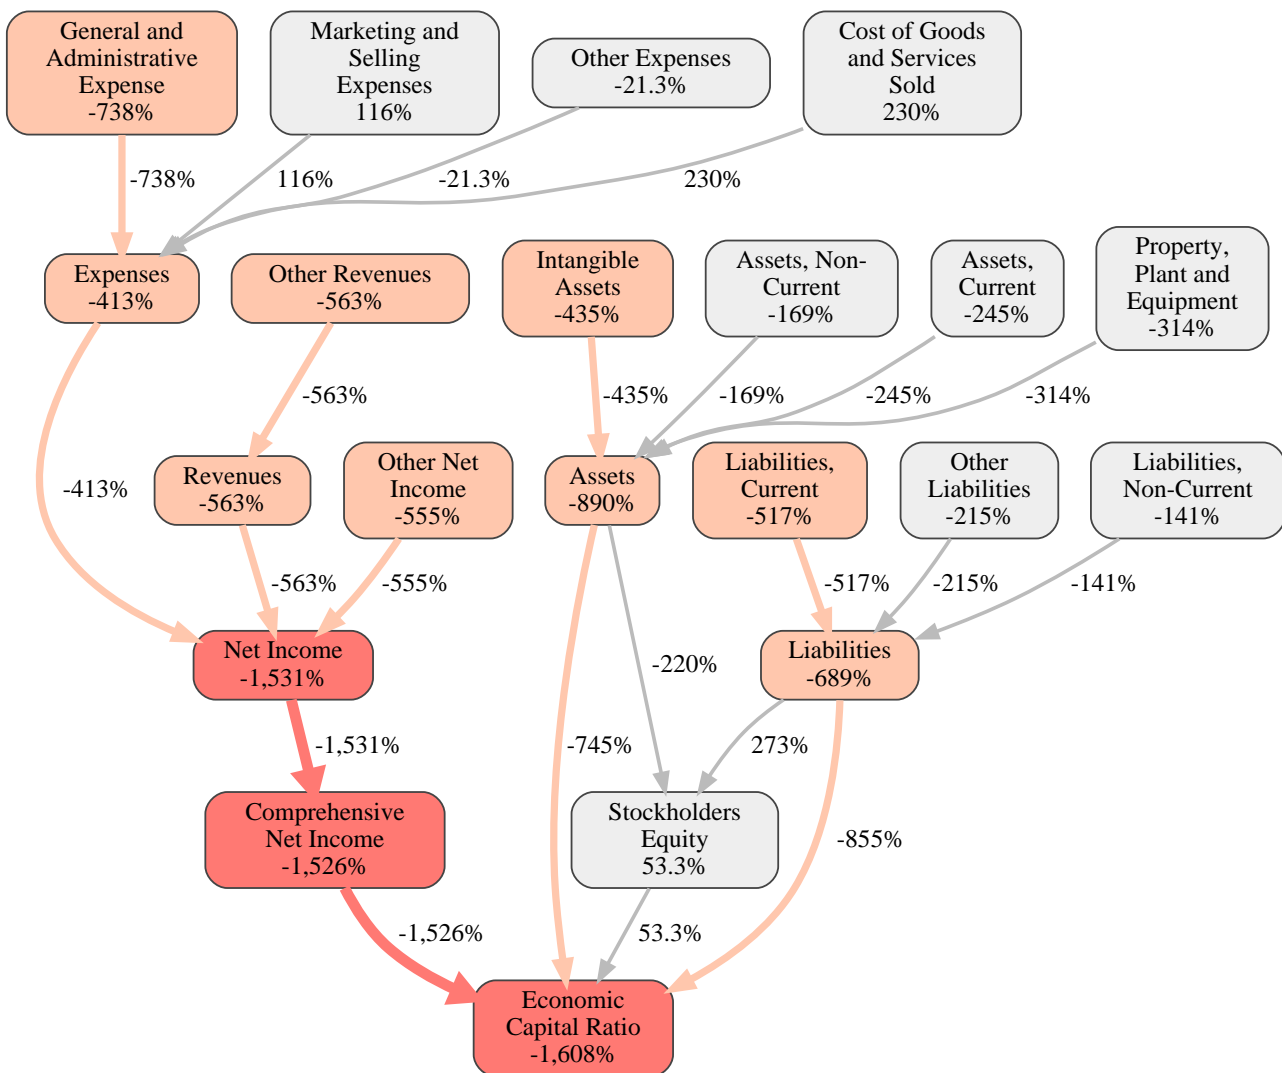 General and
Administrative
Expense
-738%
Marketing and
Selling
Expenses
116%
Other Expenses
-21.3%
Cost of Goods
and Services
Sold
230%
-738%
116%
-21.3%
230%
Expenses
-413%
Other Revenues
-563%
Intangible
Assets
-435%
Assets, Non-
Current
-169%
Assets,
Current
-245%
Property,
Plant and
Equipment
-314%
-563%
-435%
-169%
-245%
-314%
-413%
Revenues
-563%
Other Net
Income
-555%
Assets
-890%
Liabilities,
Current
-517%
Other
Liabilities
-215%
Liabilities,
Non-Current
-141%
-563%
-555%
-517%
-215%
-141%
Net Income
-1,531%
-220%
Liabilities
-689%
-1,531%
-745%
273%
Comprehensive
Net Income
-1,526%
Stockholders
Equity
53.3%
-855%
-1,526%
53.3%
Economic
Capital Ratio
-1,608%